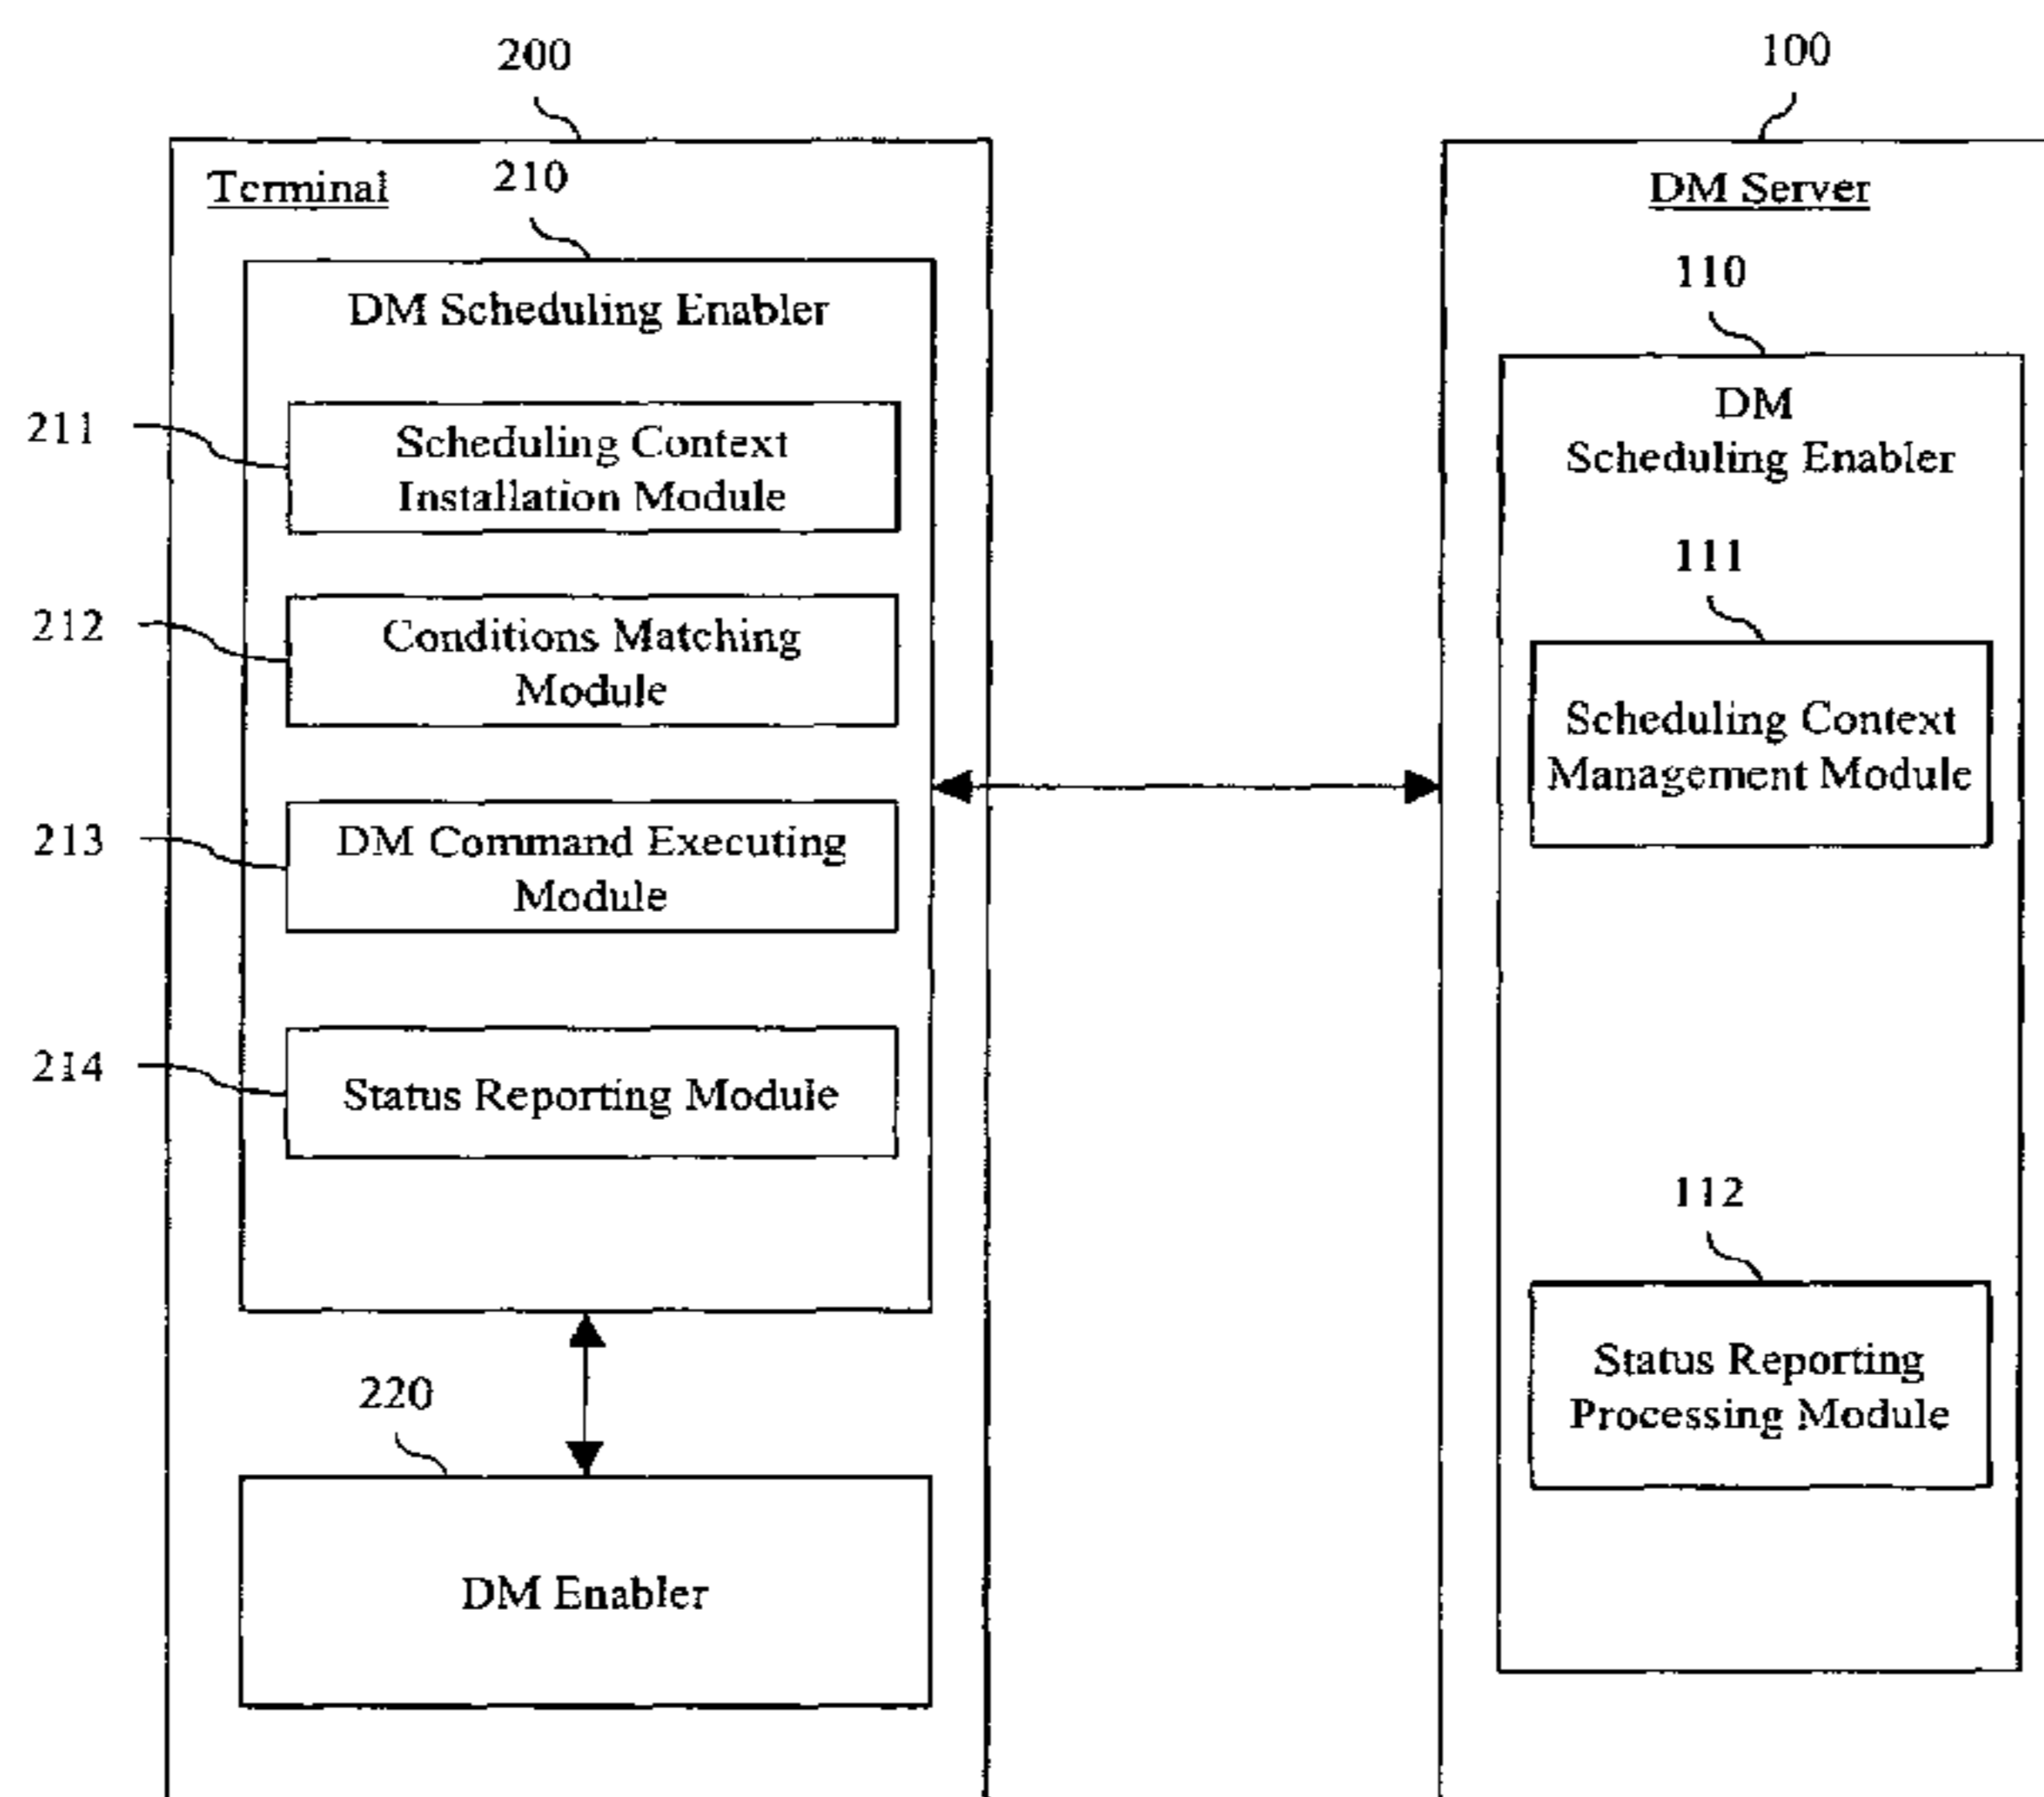 200
100
Terminal
210
DM Server
DM Scheduling Enabler
110
211
Scheduling Context
Installation Module
DM
Scheduling Enabler
212
Conditions Matching
Module
111
Scheduling Context
Management Module
213
DM Command Executing
Module
214
Status Reporting Module
112
Status Reporting
Processing Module
220
DM Enabler